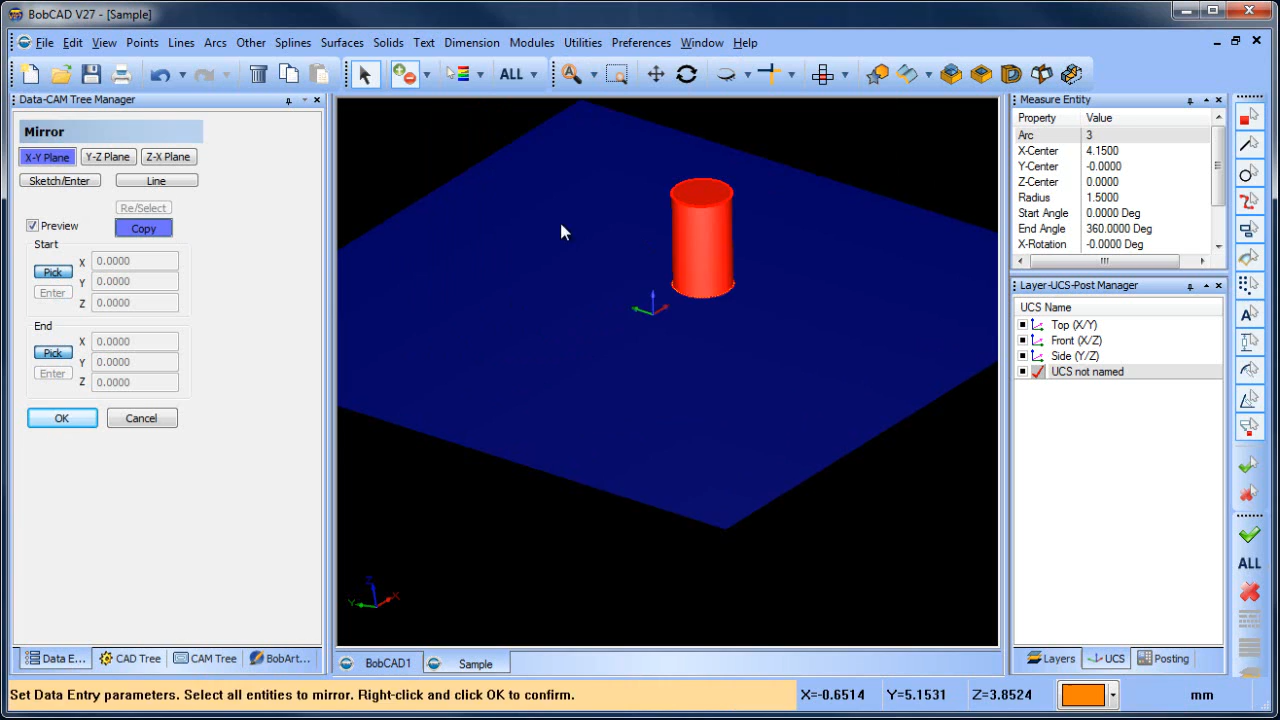 BobCAD V27 - [Sample]
File Edit View Points Lines Arcs Other Splines Surfaces Solids Text Dimension Modules Utilities Preferences Window Help
ALL
Data-CAM Tree Manager
Mirror
X-Y Plane Y-Z Plane Z-X Plane
Sketch/Enter Line
Re/Select
Preview Copy
Start
Pick X 0.0000
Y 0.0000
Enter Z 0.0000
End
Pick X 0.0000
Y 0.0000
Enter Z 0.0000
OK Cancel
Data E... CAD Tree CAM Tree BobArt...
Z
Y X
BobCAD1 Sample
Measure Entity
Property Value
Arc 3
X-Center 4.1500
Y-Center -0.0000
Z-Center 0.0000
Radius 1.5000
Start Angle 0.0000 Deg
End Angle 360.0000 Deg
X-Rotation -0.0000 Deg
Layer-UCS-Post Manager
UCS Name
Top (X/Y)
Front (X/Z)
Side (Y/Z)
UCS not named
Layers UCS Posting
A
ALL
Set Data Entry parameters. Select all entities to mirror. Right-click and click OK to confirm.
X=-0.6514 Y=5.1531 Z=3.8524 mm